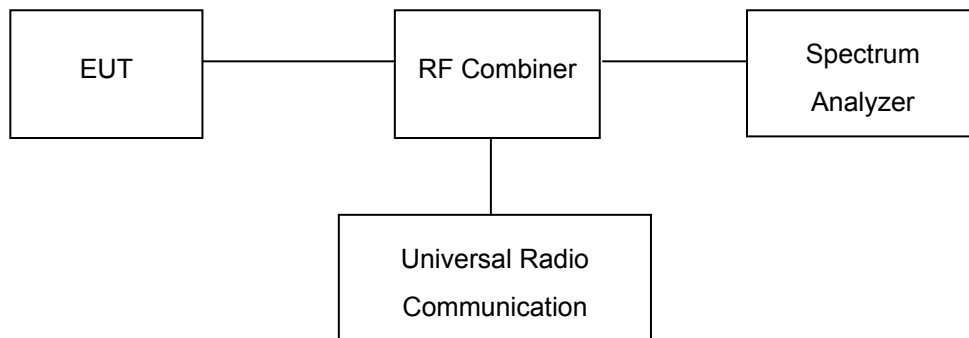 EUT
RF Combiner
Spectrum
Analyzer
Universal Radio
Communication